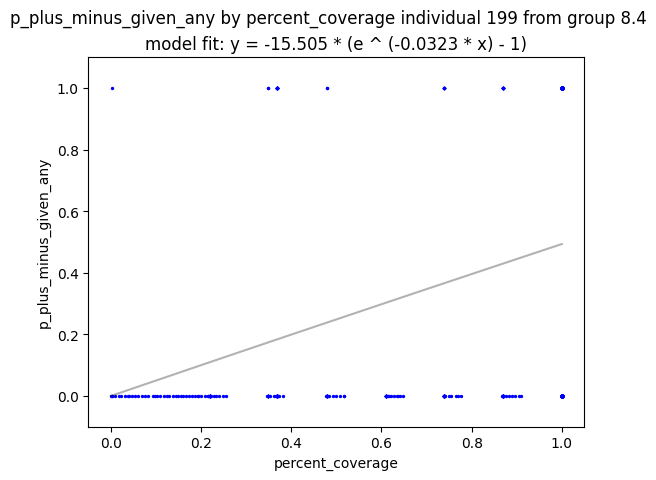 p_plus_minus_given_any by percent_coverage individual 199 from group 8.4
model fit: y = -15.505 * (e ^ (-0.0323 * x) - 1)
1.0
0.8
0.6
0.4
0.2
0.0
p_plus_minus_given_any
0.0 0.2 0.4 0.6 0.8 1.0
percent_coverage